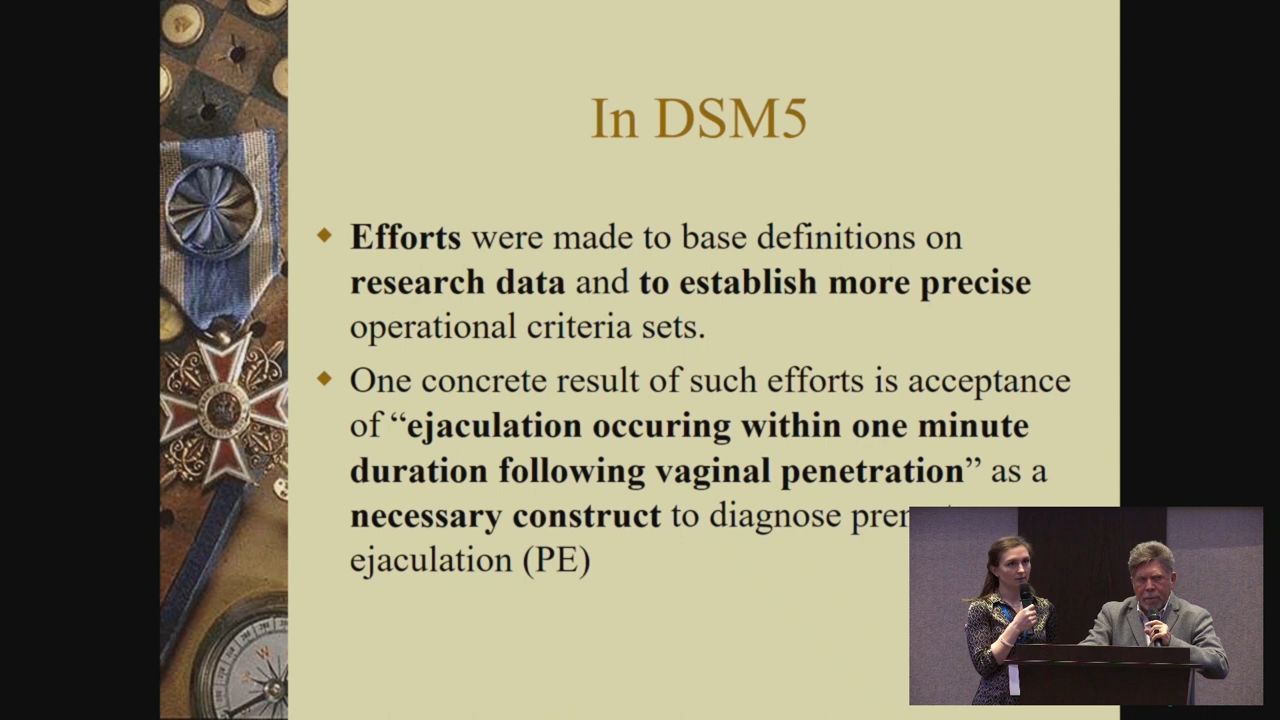 In DSM5
Efforts were made to base definitions on
research data and to establish more precise
operational criteria sets.
One concrete result of such efforts is acceptance
of “ejaculation occuring within one minute
duration following vaginal penetration” as a
necessary construct to diagnose
ejaculation (PE)